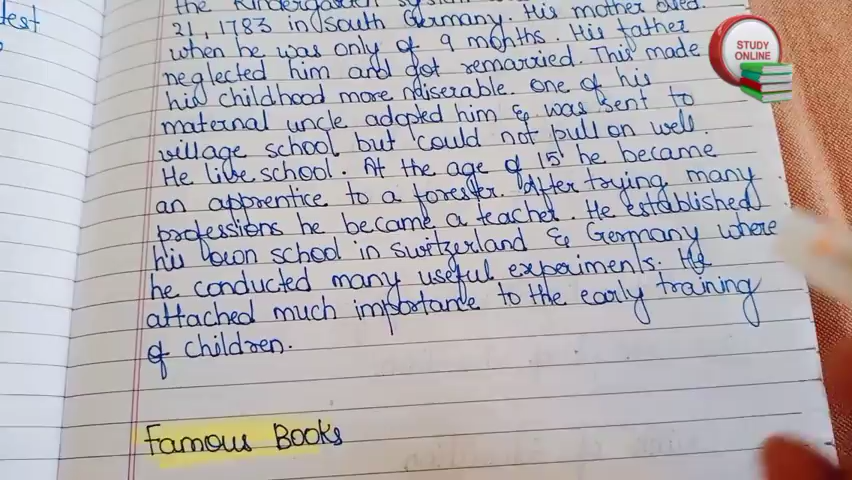 test
the Kindergarten
21, 1783 in South Germany. His mother died
when he was only of 9 months. His father
neglected him and got remarried. This made
his childhood more miserable. One of his
maternal uncle adopted him & was sent to
village school but could not pull on well.
He live school. At the age of 15 he became
an apprentice to a forester. After trying many
professions he became a teacher. He established
his own school in Switzerland & Germany where
he conducted many useful experiments. He
attached much importance to the early training
of children.
Famous Books
STUDY
ONLINE